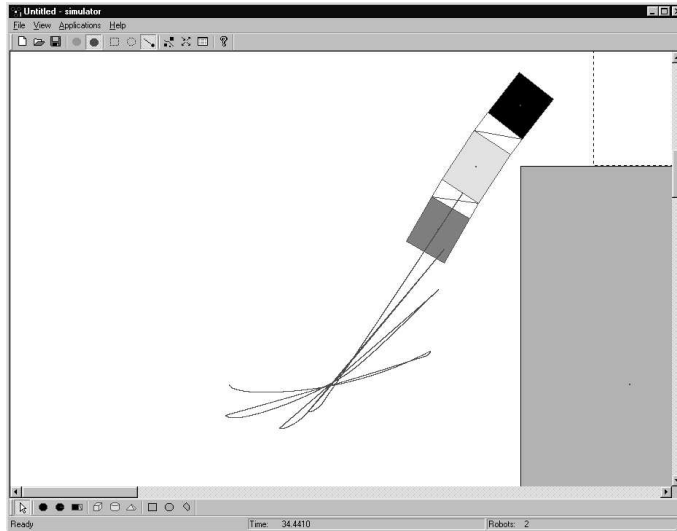 Untitled - simulator
File View Applications Help
Ready Time: 34.4410 Robots: 2